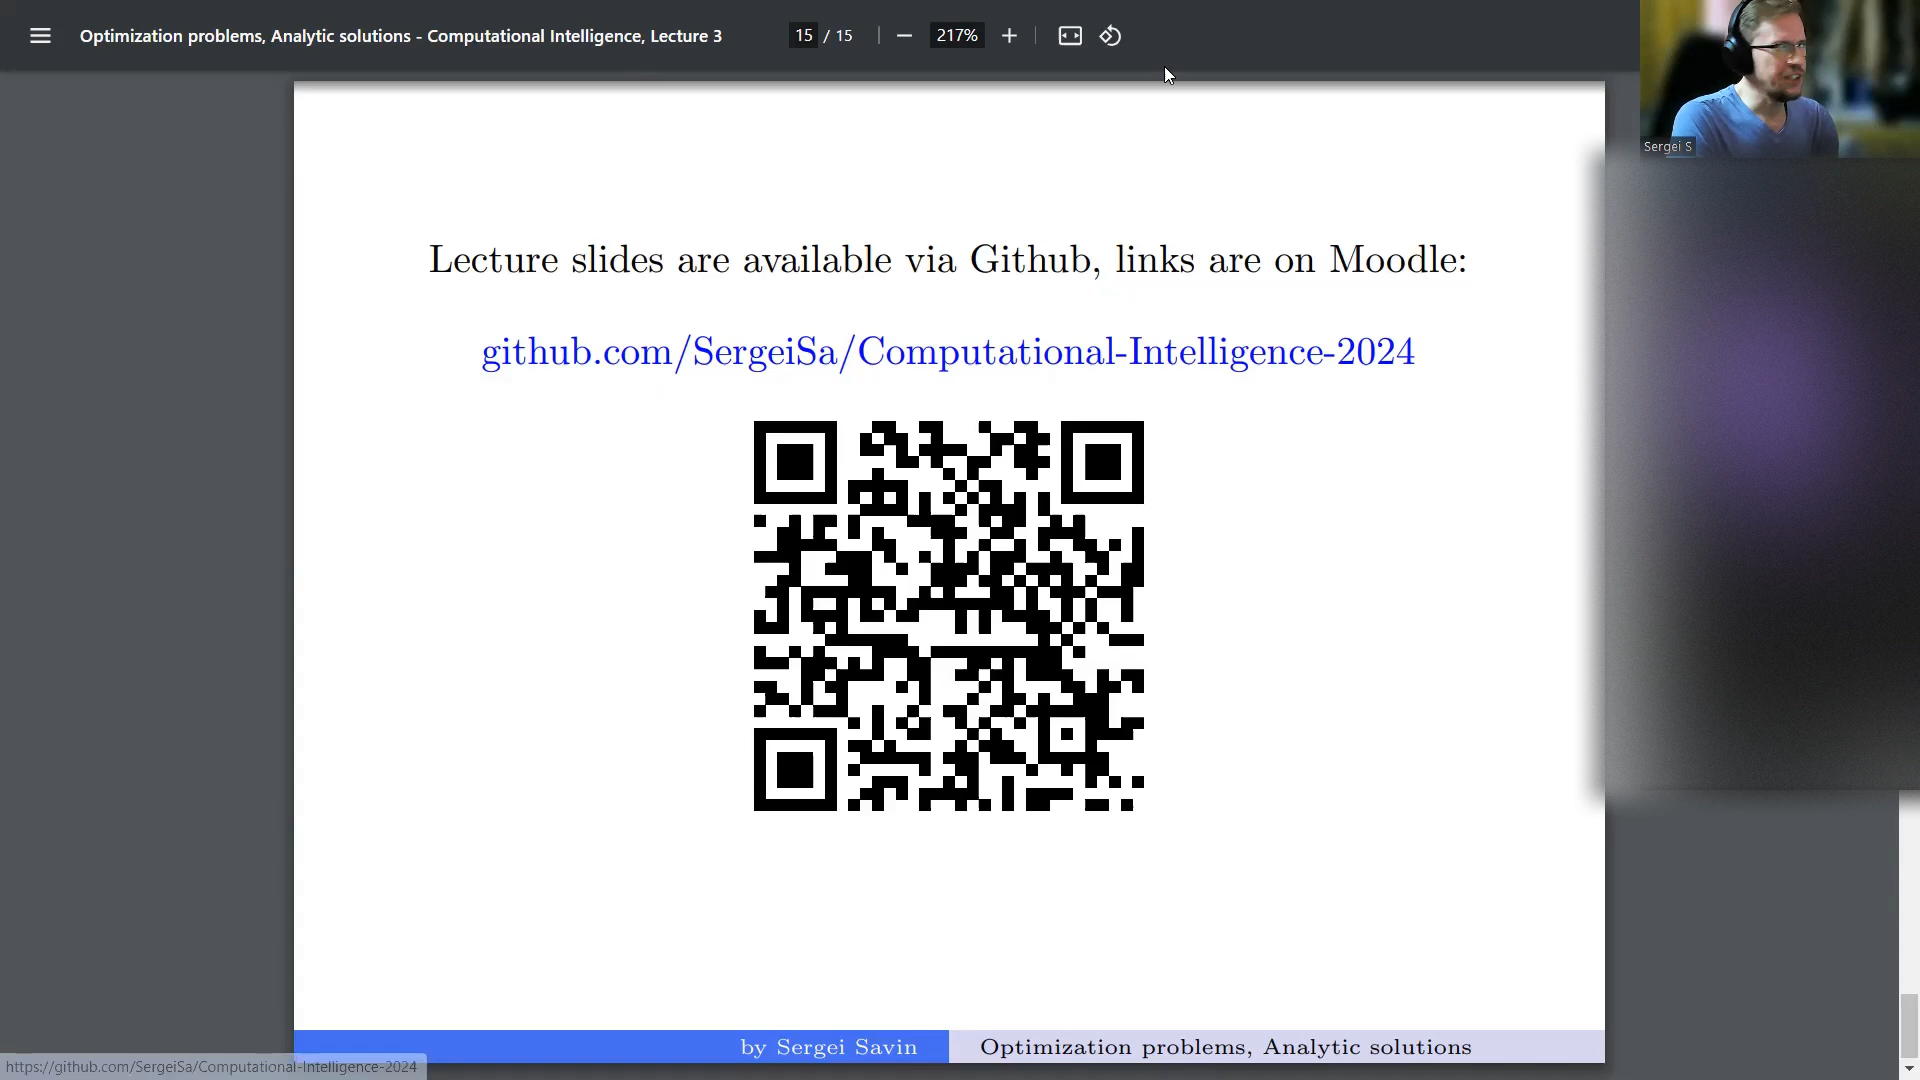 Optimization problems, Analytic solutions - Computational Intelligence, Lecture 3
15 / 15
217%
Sergei S
Lecture slides are available via Github, links are on Moodle:
github.com/SergeiSa/Computational-Intelligence-2024
by Sergei Savin
Optimization problems, Analytic solutions
https://github.com/SergeiSa/Computational-Intelligence-2024